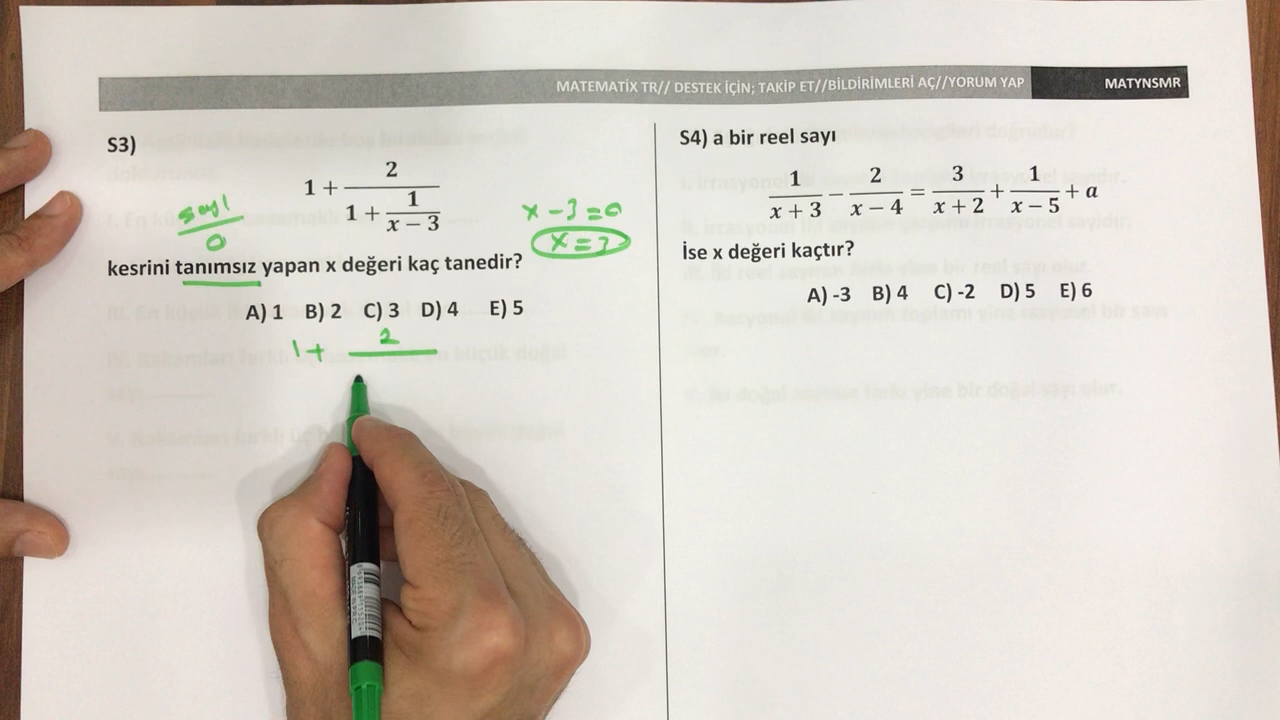 MATEMATİX TR// DESTEK İÇİN; TAKİP ET//BİLDİRİMLERİ AÇ//YORUM YAP MATYNSMR
S3)
1 + 2 / (1 + 1 / (x − 3))
sayı / 0
x − 3 = 0
x = 3
kesrini tanımsız yapan x değeri kaç tanedir?
A) 1 B) 2 C) 3 D) 4 E) 5
1 + 2 /
S4) a bir reel sayı
1 / (x + 3) − 2 / (x − 4) = 3 / (x + 2) + 1 / (x − 5) + a
İse x değeri kaçtır?
A) -3 B) 4 C) -2 D) 5 E) 6